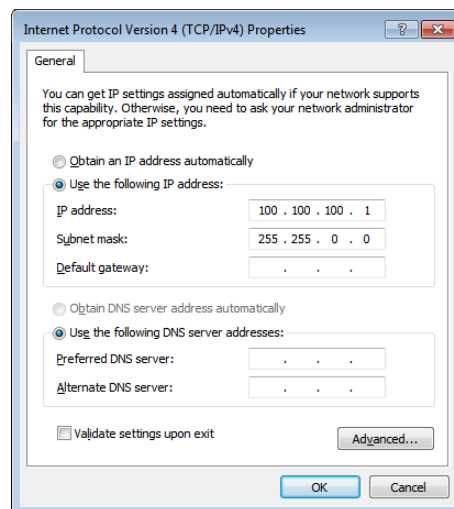 Internet Protocol Version 4 (TCP/IPv4) Properties
General
You can get IP settings assigned automatically if your network supports
this capability. Otherwise, you need to ask your network administrator
for the appropriate IP settings.
Obtain an IP address automatically
Use the following IP address:
IP address: 100 . 100 . 100 . 1
Subnet mask: 255 . 255 . 0 . 0
Default gateway: . . .
Obtain DNS server address automatically
Use the following DNS server addresses:
Preferred DNS server: . . .
Alternate DNS server: . . .
Validate settings upon exit
Advanced...
OK Cancel